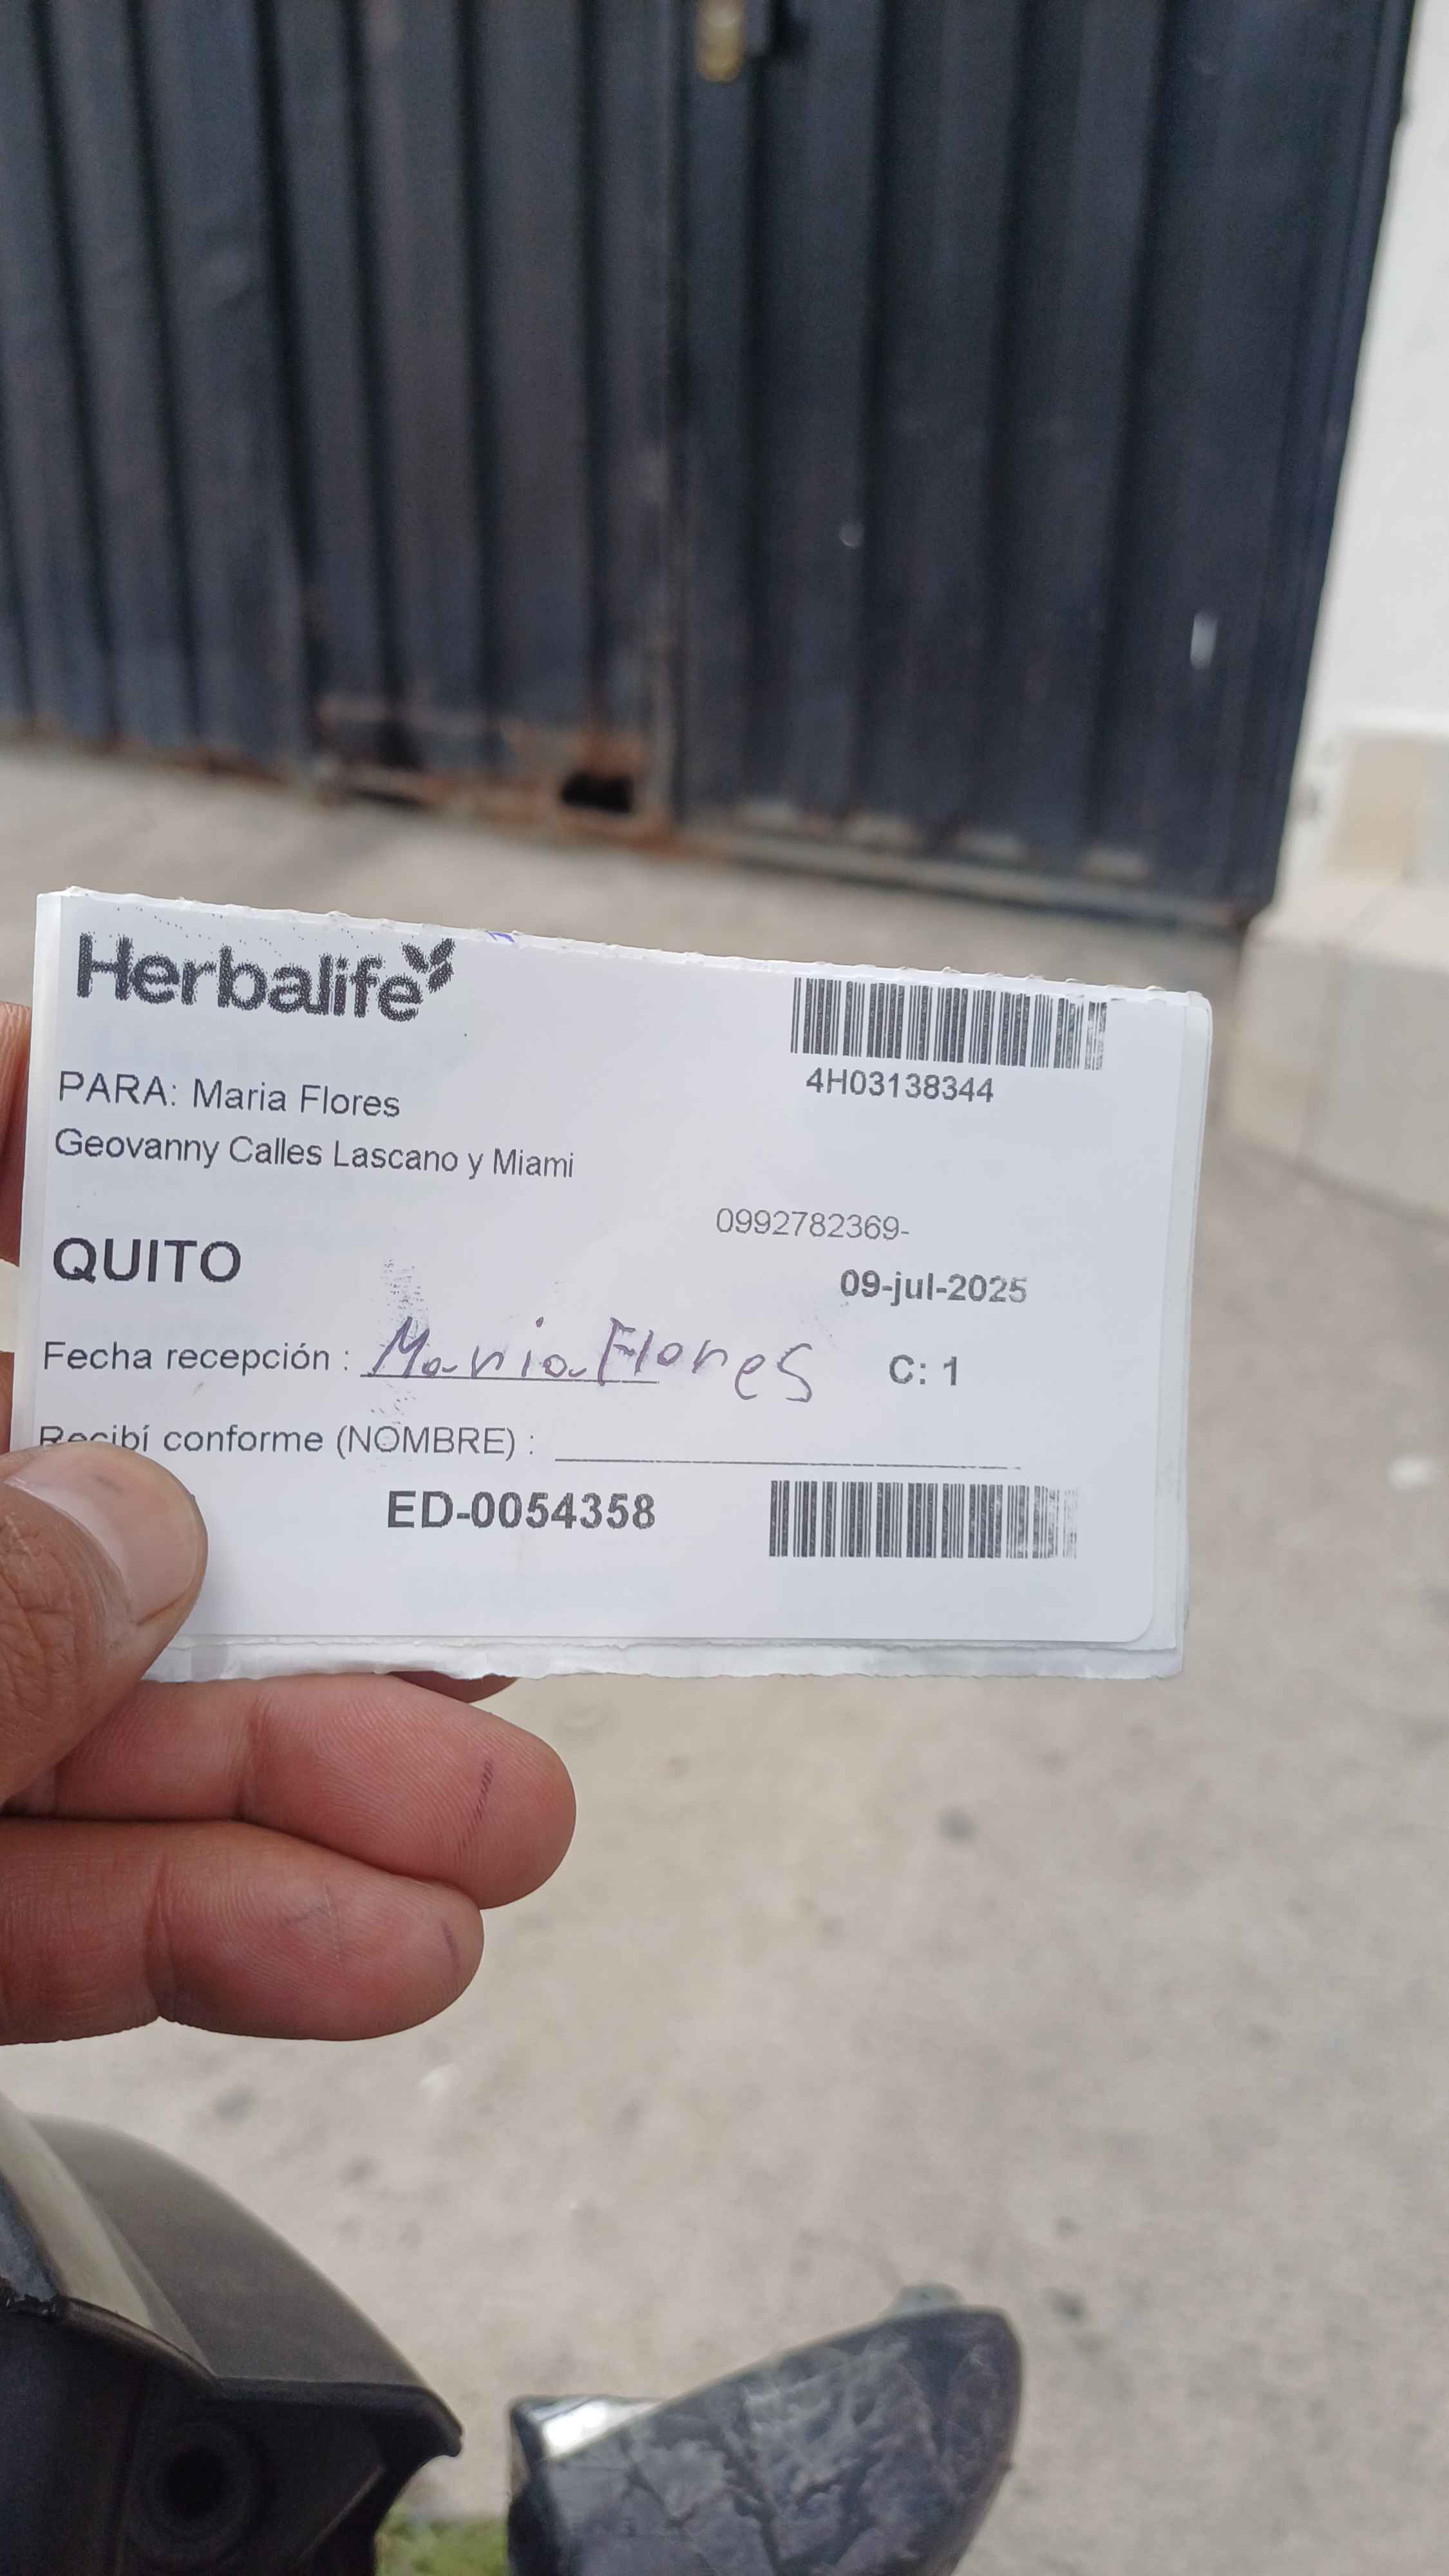 Herbalife
4H03138344
PARA: Maria Flores
Geovanny Calles Lascano y Miami
0992782369-
QUITO
09-jul-2025
Fecha recepción : Maria Flores C: 1
Recibí conforme (NOMBRE) :
ED-0054358